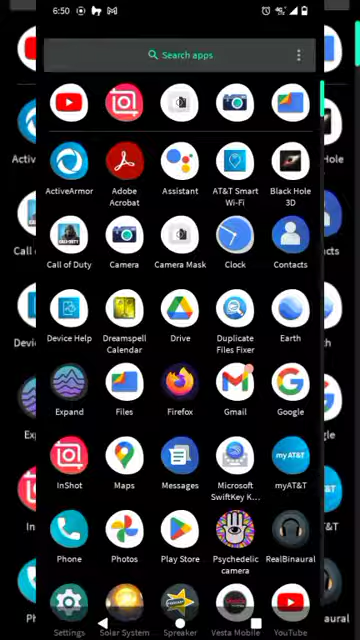 6:50
Search apps
ActiveArmor
Adobe Acrobat
Assistant
AT&T Smart Wi-Fi
Black Hole 3D
Call of Duty
Camera
Camera Mask
Clock
Contacts
Device Help
Dreamspell Calendar
Drive
Duplicate Files Fixer
Earth
Expand
Files
Firefox
Gmail
Google
InShot
Maps
Messages
Microsoft SwiftKey K...
myAT&T
myAT&T
Phone
Photos
Play Store
Psychedelic camera
RealBinaural
Settings
Solar System
Spreaker
Vesta Mobile
YouTube